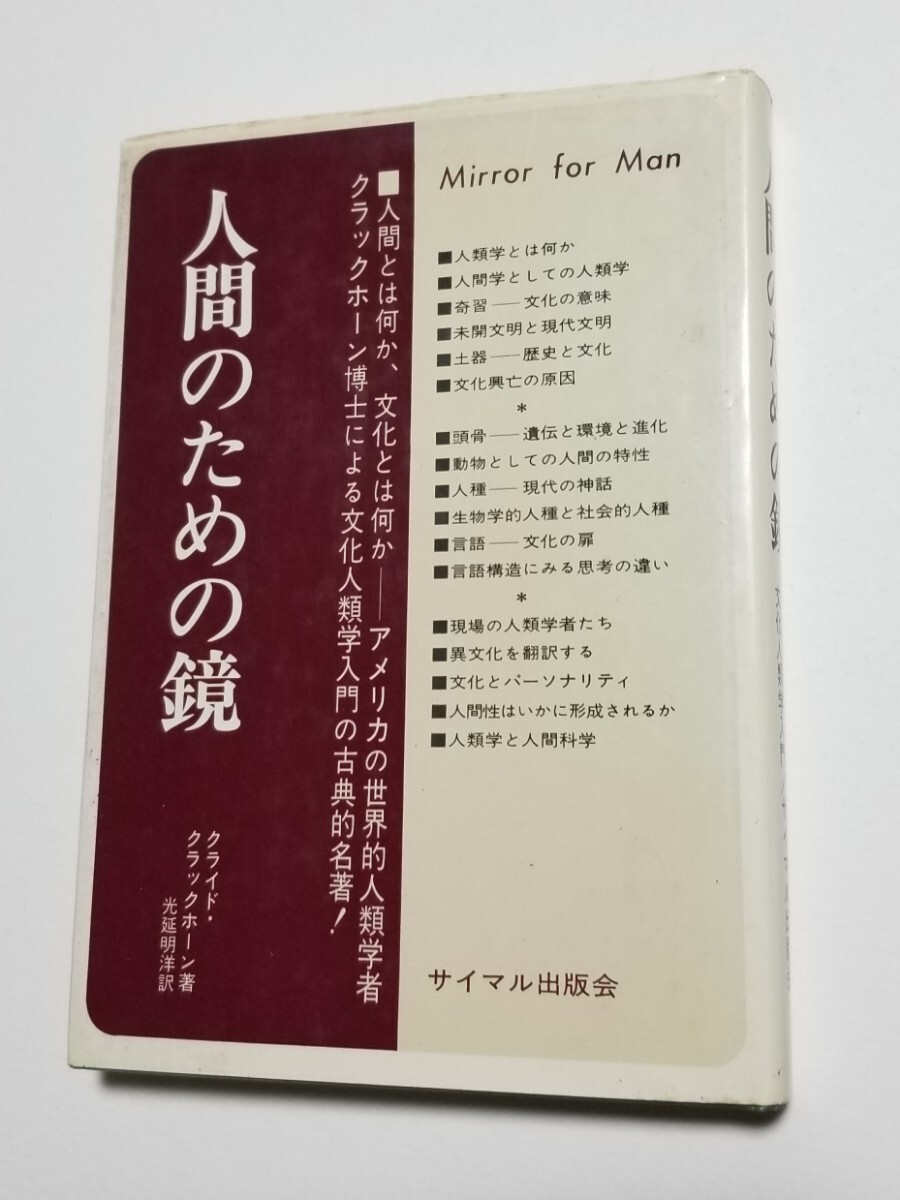 人間のための鏡
クライド・
クラックホーン著
光延明洋訳
■人間とは何か、文化とは何か――アメリカの世界的人類学者
クラックホーン博士による文化人類学入門の古典的名著！
Mirror for Man
■人類学とは何か
■人間学としての人類学
■奇習――文化の意味
■未開文明と現代文明
■土器――歴史と文化
■文化興亡の原因
*
■頭骨――遺伝と環境と進化
■動物としての人間の特性
■人種――現代の神話
■生物学的人種と社会的人種
■言語――文化の扉
■言語構造にみる思考の違い
*
■現場の人類学者たち
■異文化を翻訳する
■文化とパーソナリティ
■人間性はいかに形成されるか
■人類学と人間科学
サイマル出版会
人間のための鏡